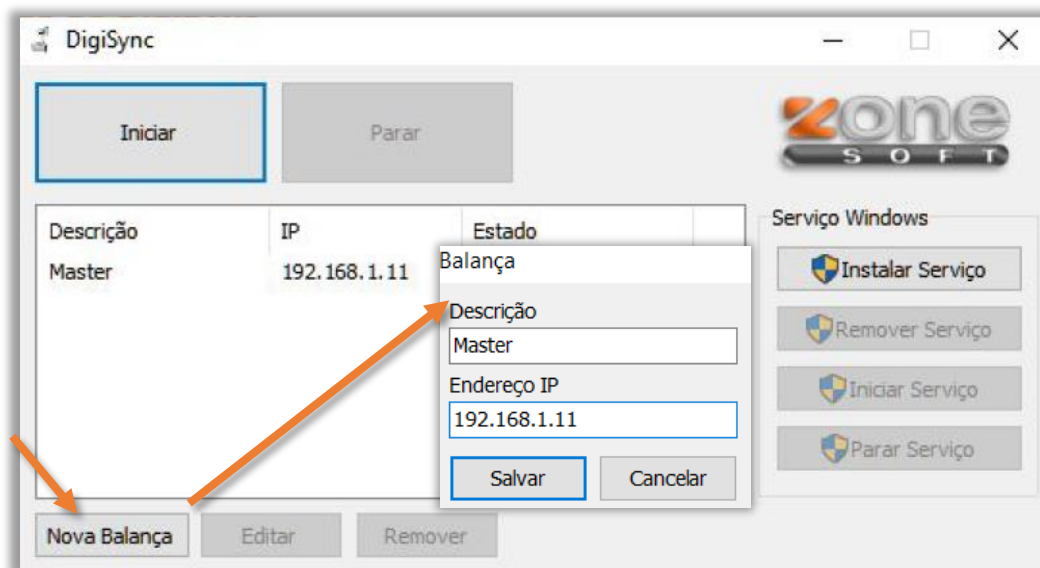 DigiSync
Iniciar
Parar
zone
SOFT
Descrição IP Estado
Master 192.168.1.11
Balança
Descrição
Master
Endereço IP
192.168.1.11
Salvar Cancelar
Serviço Windows
Instalar Serviço
Remover Serviço
Iniciar Serviço
Parar Serviço
Nova Balança Editar Remover